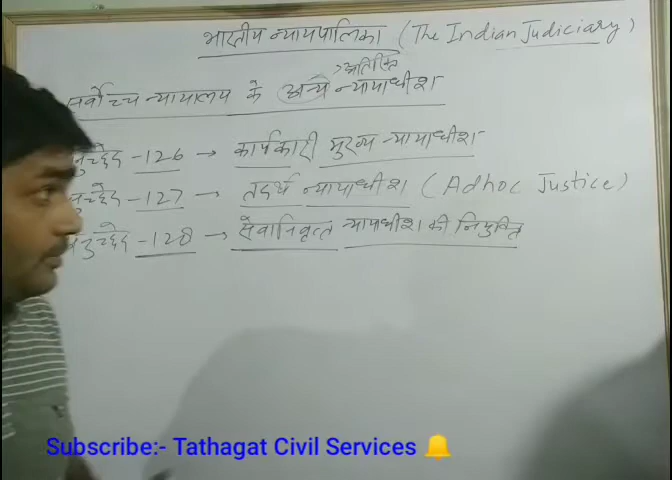 भारतीय न्यायपालिका (The Indian Judiciary)
>अतिरिक्त
सर्वोच्च न्यायालय के अन्य न्यायाधीश
नुच्छेद -126 → कार्यकारी मुख्य न्यायाधीश
नुच्छेद -127 → तदर्थ न्यायाधीश (Adhoc Justice)
नुच्छेद -128 → सेवानिवृत्त न्यायधीश की नियुक्ति
Subscribe:- Tathagat Civil Services 🔔